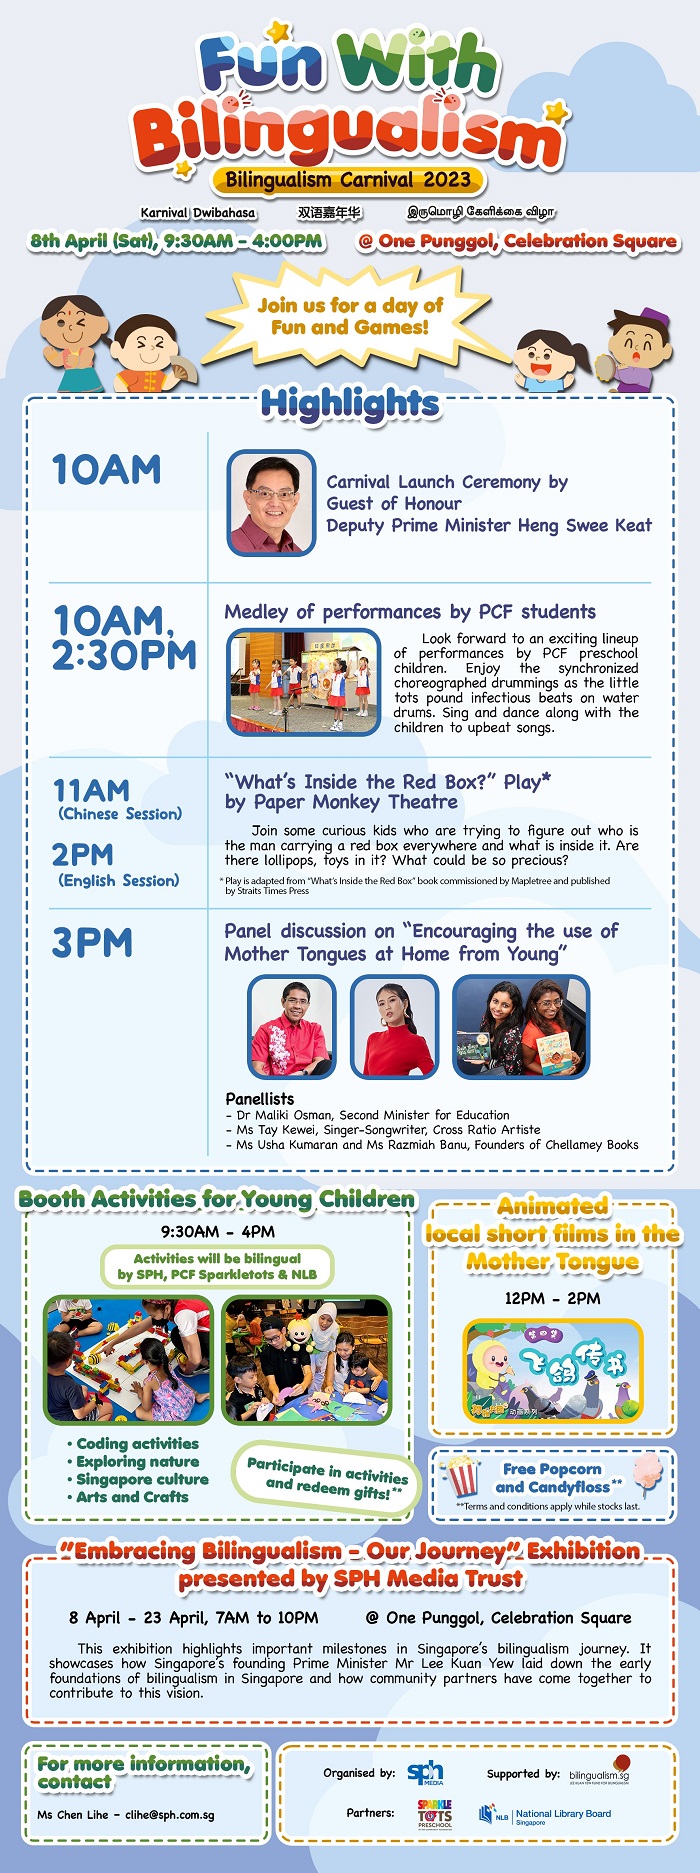 Fun With
Bilingualism
Bilingualism Carnival 2023
Karnival Dwibahasa 双语嘉年华 இருமொழி கேளிக்கை விழா
8th April (Sat), 9:30AM - 4:00PM @ One Punggol, Celebration Square
Join us for a day of
Fun and Games!
Highlights
10AM
Carnival Launch Ceremony by
Guest of Honour
Deputy Prime Minister Heng Swee Keat
10AM,
2:30PM
Medley of performances by PCF students
Look forward to an exciting lineup
of performances by PCF preschool
children. Enjoy the synchronized
choreographed drummings as the little
tots pound infectious beats on water
drums. Sing and dance along with the
children to upbeat songs.
11AM
(Chinese Session)
2PM
(English Session)
"What's Inside the Red Box?" Play*
by Paper Monkey Theatre
Join some curious kids who are trying to figure out who is
the man carrying a red box everywhere and what is inside it. Are
there lollipops, toys in it? What could be so precious?
* Play is adapted from "What's Inside the Red Box" book commissioned by Mapletree and published
by Straits Times Press
3PM
Panel discussion on "Encouraging the use of
Mother Tongues at Home from Young"
Panellists
- Dr Maliki Osman, Second Minister for Education
- Ms Tay Kewei, Singer-Songwriter, Cross Ratio Artiste
- Ms Usha Kumaran and Ms Razmiah Banu, Founders of Chellamey Books
Booth Activities for Young Children
9:30AM - 4PM
Activities will be bilingual
by SPH, PCF Sparkletots & NLB
• Coding activities
• Exploring nature
• Singapore culture
• Arts and Crafts
Participate in activities
and redeem gifts!**
Animated
local short films in the
Mother Tongue
12PM - 2PM
第四集
飞鸽传书
动画系列
Free Popcorn
and Candyfloss**
**Terms and conditions apply while stocks last.
"Embracing Bilingualism - Our Journey" Exhibition
presented by SPH Media Trust
8 April - 23 April, 7AM to 10PM @ One Punggol, Celebration Square
This exhibition highlights important milestones in Singapore's bilingualism journey. It
showcases how Singapore's founding Prime Minister Mr Lee Kuan Yew laid down the early
foundations of bilingualism in Singapore and how community partners have come together to
contribute to this vision.
For more information,
contact
Ms Chen Lihe - clihe@sph.com.sg
Organised by: sph MEDIA
Supported by: bilingualism.sg
LEE KUAN YEW FUND FOR BILINGUALISM
Partners: SPARKLE TOTS PRESCHOOL
NLB National Library Board
Singapore